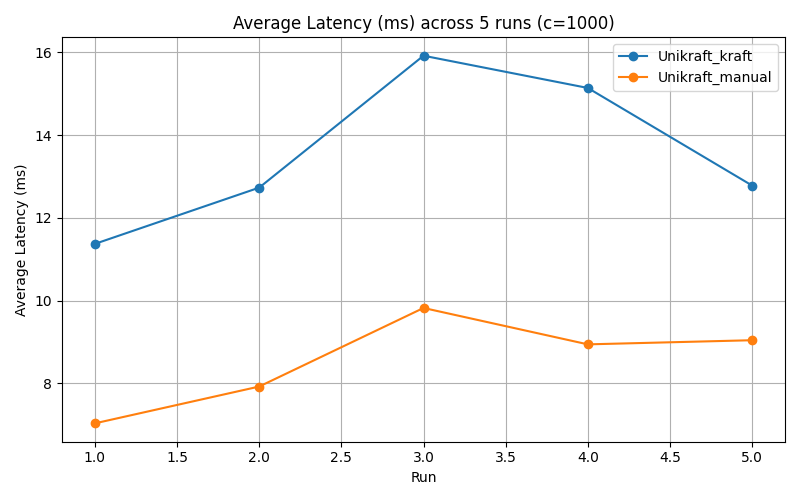 Average Latency (ms) across 5 runs (c=1000)
Unikraft_kraft
Unikraft_manual
Average Latency (ms)
16
14
12
10
8
1.0 1.5 2.0 2.5 3.0 3.5 4.0 4.5 5.0
Run